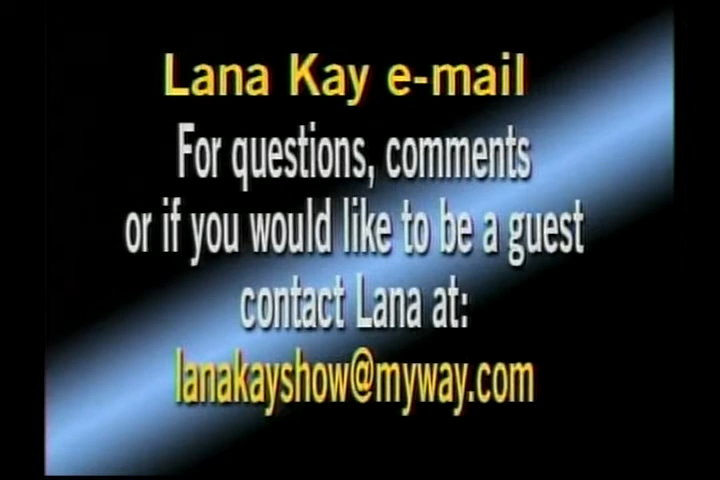 Lana Kay e-mail
For questions, comments
or if you would like to be a guest
contact Lana at:
lanakayshow@myway.com